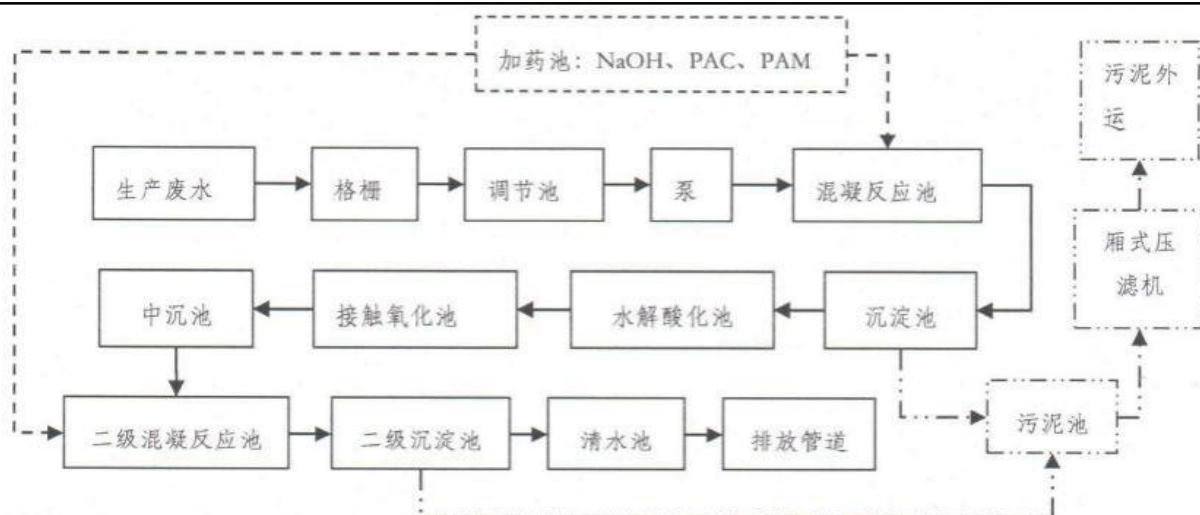 加药池：NaOH、PAC、PAM
污泥外
运
生产废水
格栅
调节池
泵
混凝反应池
厢式压
滤机
中沉池
接触氧化池
水解酸化池
沉淀池
二级混凝反应池
二级沉淀池
清水池
排放管道
污泥池